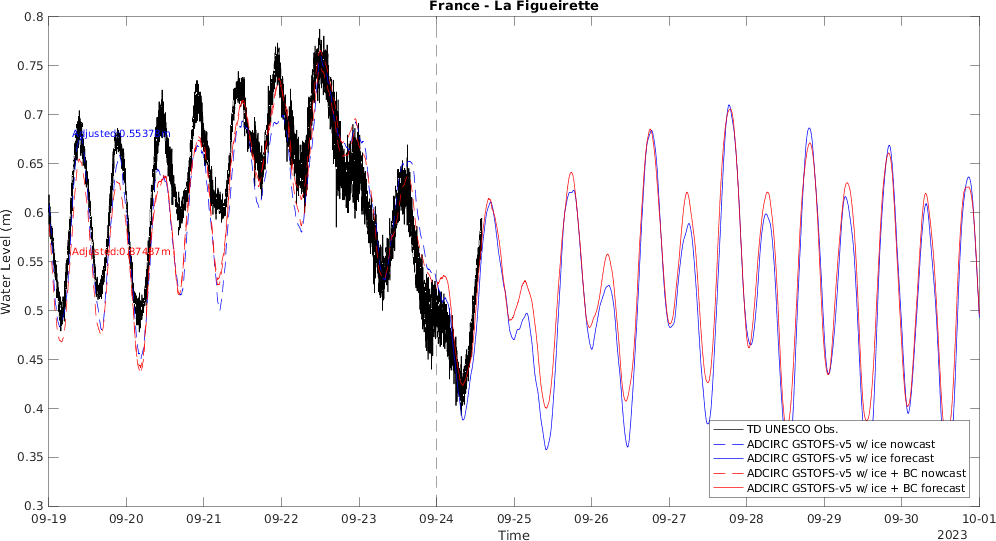 France - La Figueirette
Water Level (m)
0.8
0.75
0.7
0.65
0.6
0.55
0.5
0.45
0.4
0.35
0.3
Adjusted:
Adjusted:
TD UNESCO Obs.
ADCIRC GSTOFS-v5 w/ ice nowcast
ADCIRC GSTOFS-v5 w/ ice forecast
ADCIRC GSTOFS-v5 w/ ice + BC nowcast
ADCIRC GSTOFS-v5 w/ ice + BC forecast
09-19 09-20 09-21 09-22 09-23 09-24 09-25 09-26 09-27 09-28 09-29 09-30 10-01
Time
2023